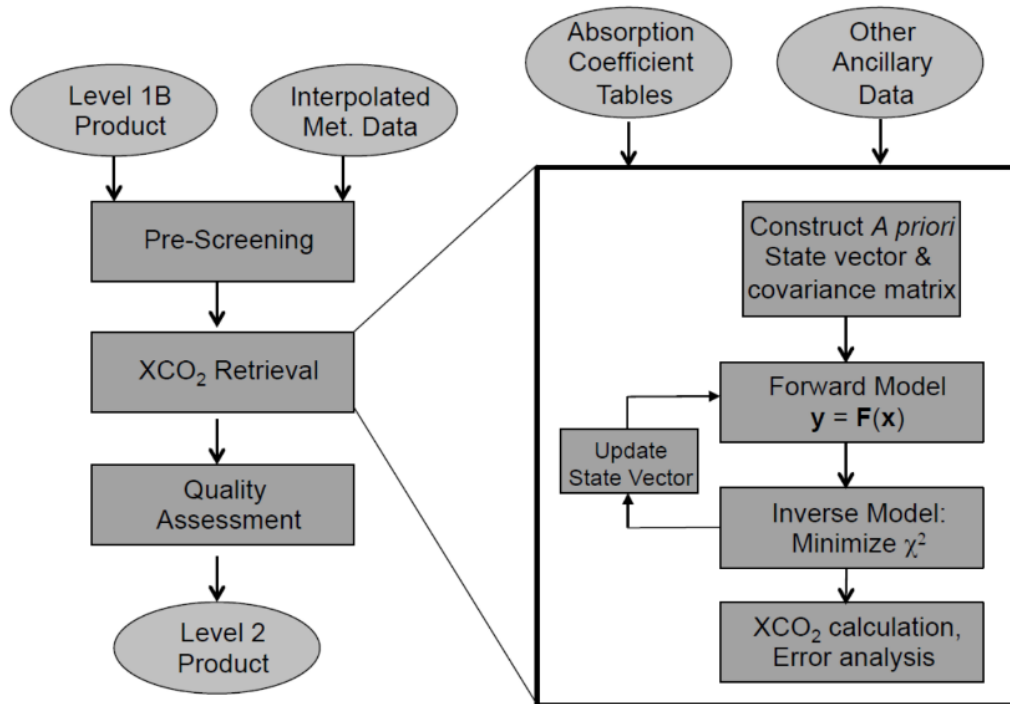 Level 1B
Product
Interpolated
Met. Data
Pre-Screening
XCO₂ Retrieval
Quality
Assessment
Level 2
Product
Absorption
Coefficient
Tables
Other
Ancillary
Data
Construct A priori
State vector &
covariance matrix
Forward Model
y = F(x)
Update
State Vector
Inverse Model:
Minimize χ²
XCO₂ calculation,
Error analysis